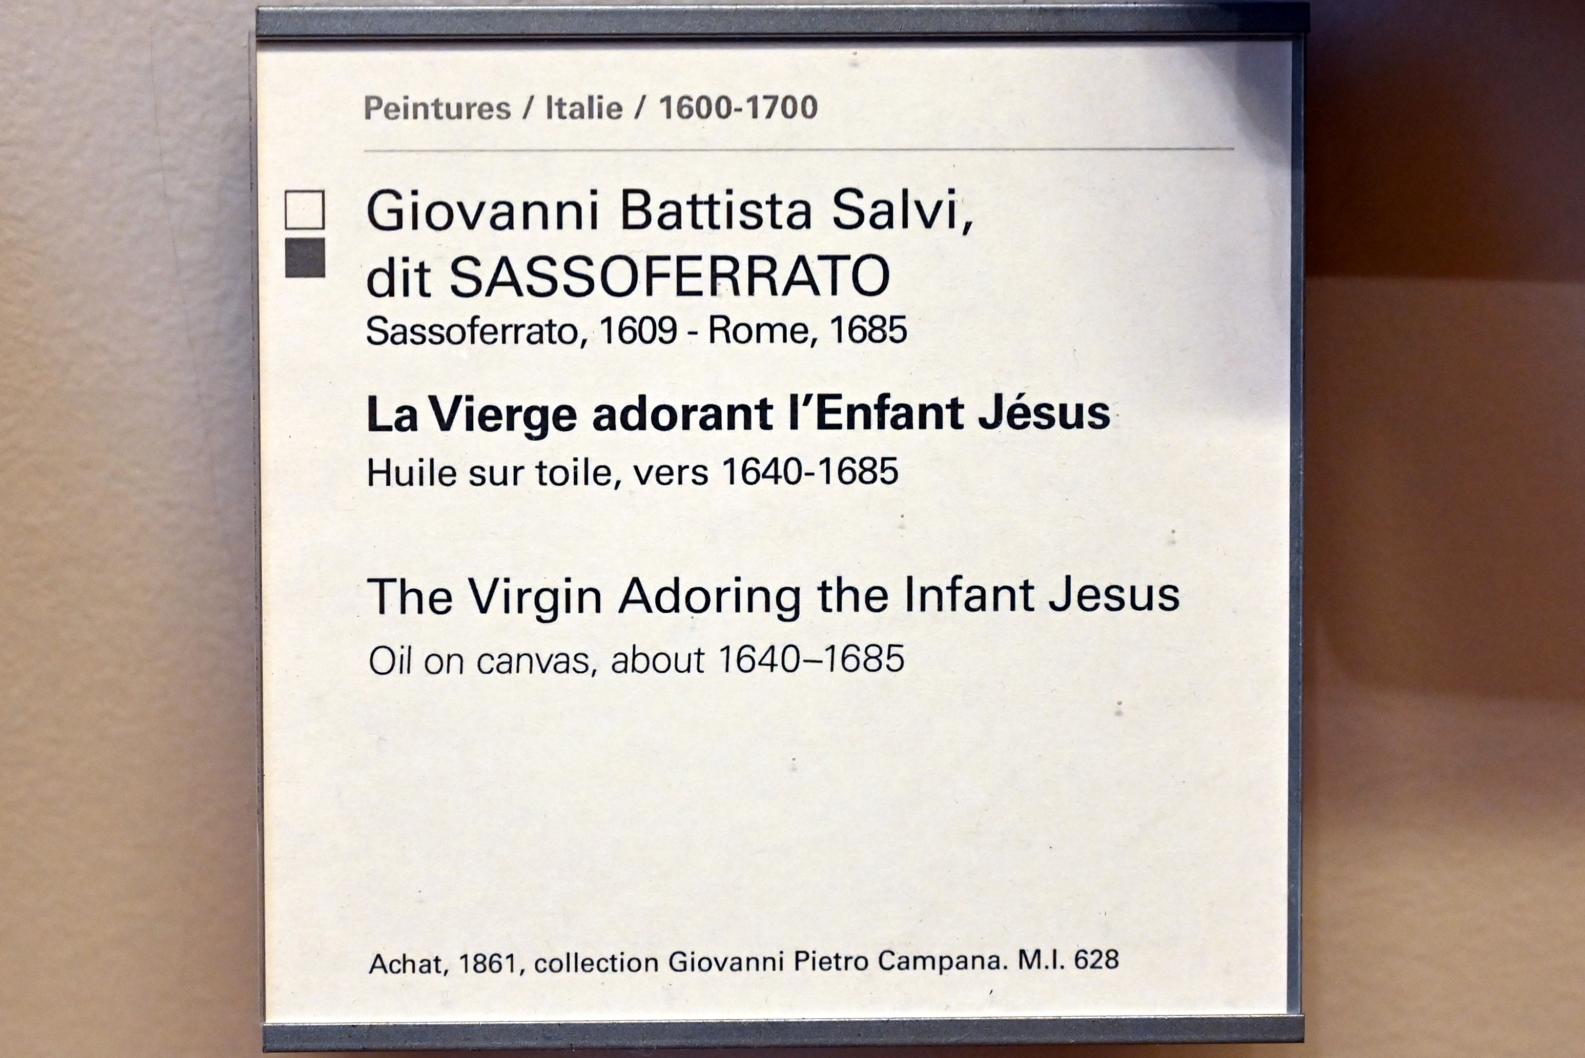 Peintures / Italie / 1600-1700
Giovanni Battista Salvi,
dit SASSOFERRATO
Sassoferrato, 1609 - Rome, 1685
La Vierge adorant l'Enfant Jésus
Huile sur toile, vers 1640-1685
The Virgin Adoring the Infant Jesus
Oil on canvas, about 1640–1685
Achat, 1861, collection Giovanni Pietro Campana. M.I. 628